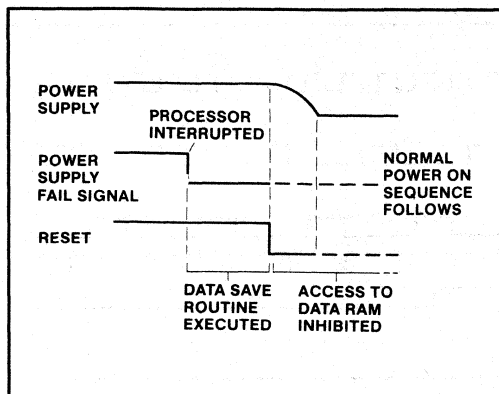 POWER
SUPPLY
PROCESSOR
INTERRUPTED
POWER
SUPPLY
FAIL SIGNAL
NORMAL
POWER ON
SEQUENCE
FOLLOWS
RESET
DATA SAVE
ROUTINE
EXECUTED
ACCESS TO
DATA RAM
INHIBITED